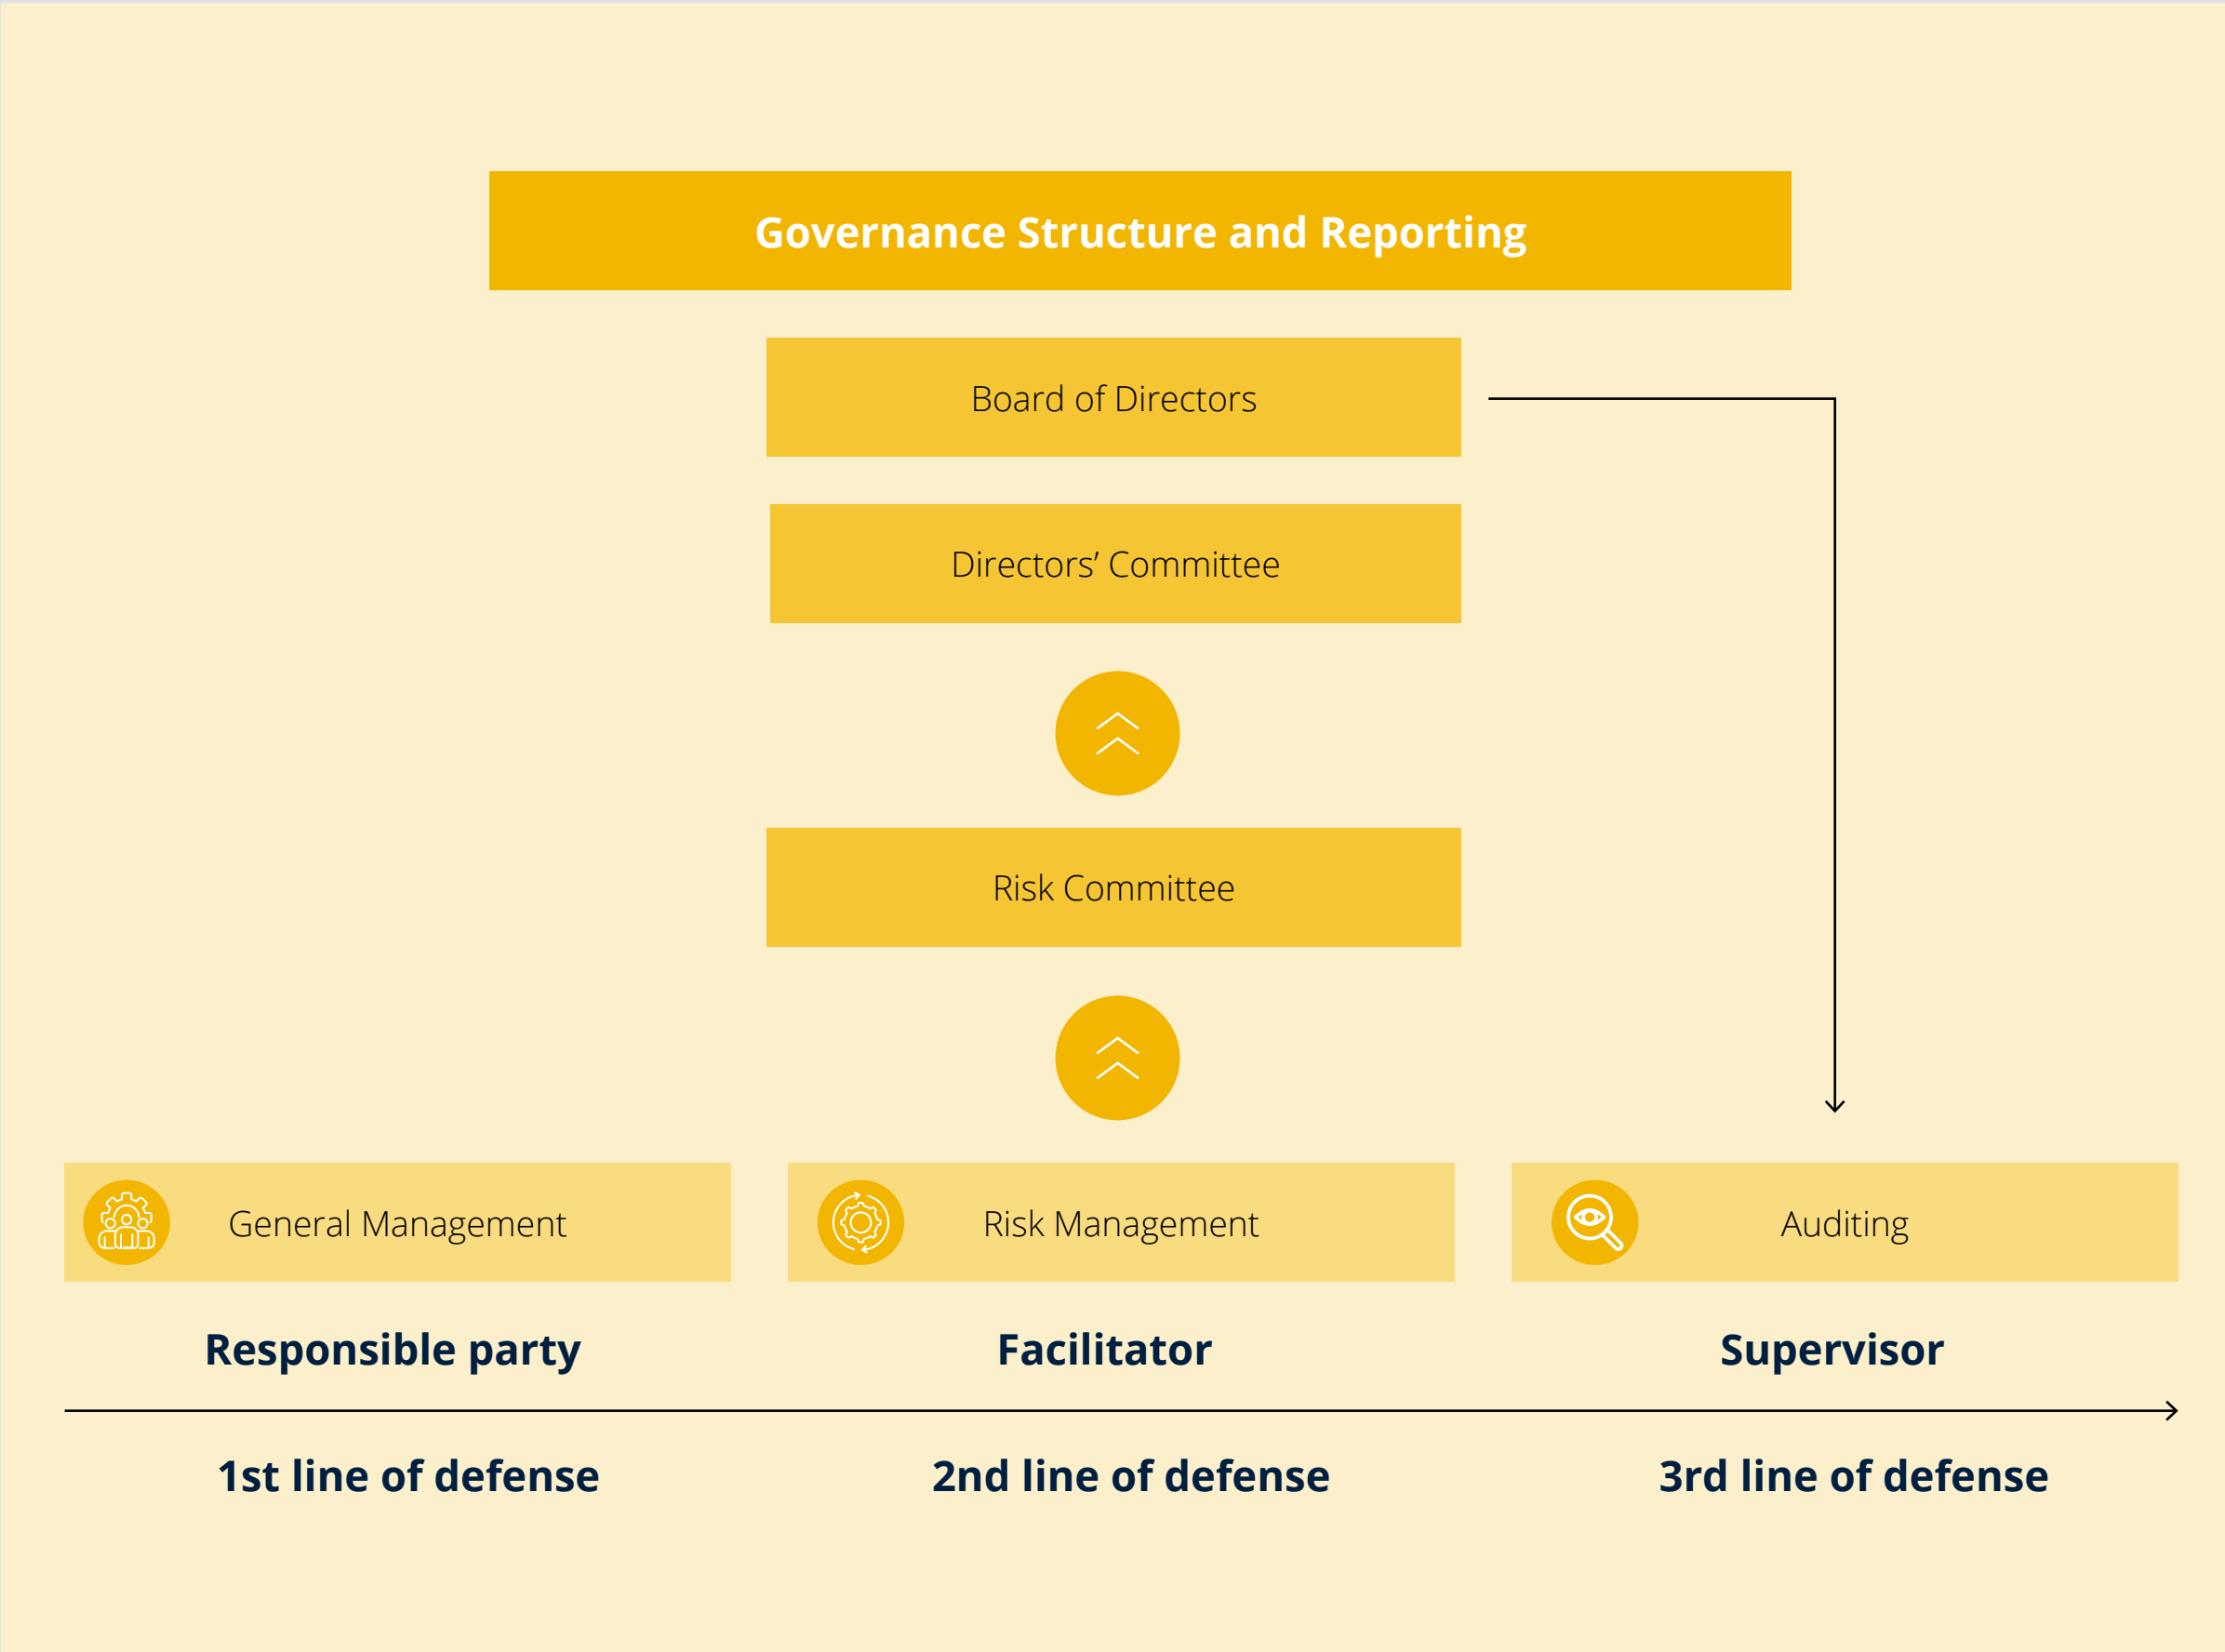 Governance Structure and Reporting
Board of Directors
Directors’ Committee
Risk Committee
General Management
Risk Management
Auditing
Responsible party
Facilitator
Supervisor
1st line of defense
2nd line of defense
3rd line of defense